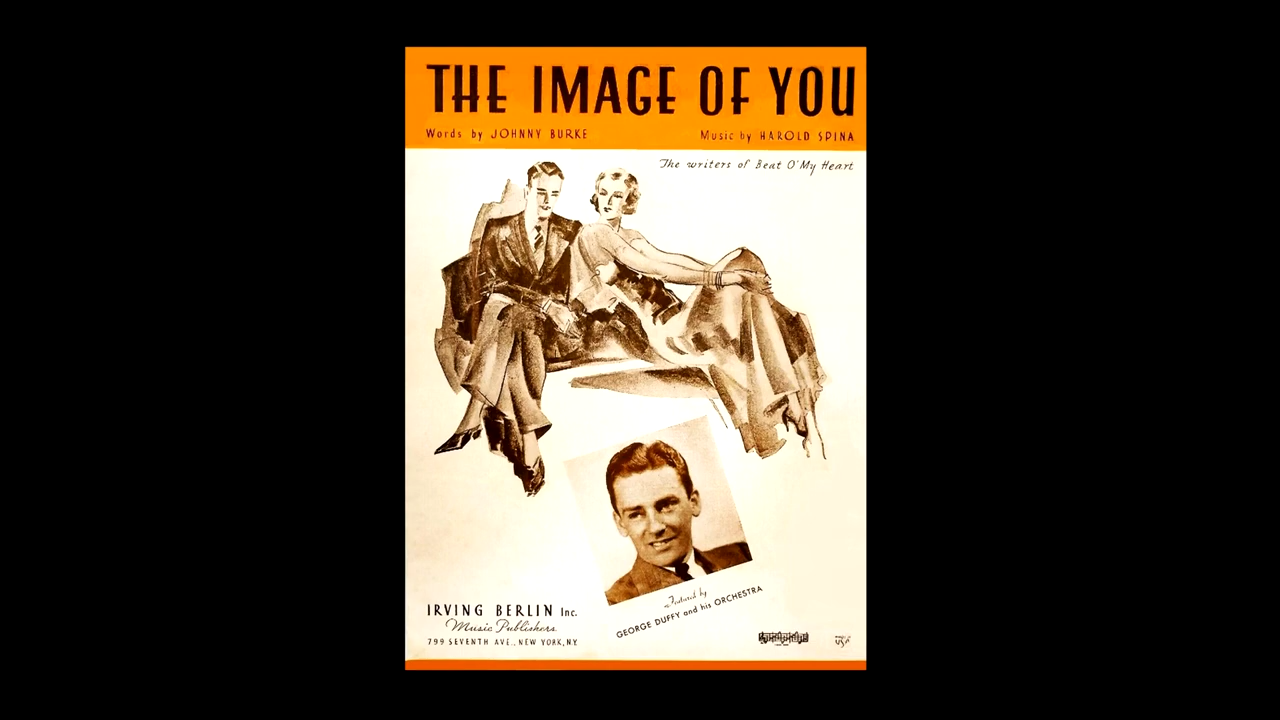 THE IMAGE OF YOU
Words by JOHNNY BURKE
Music by HAROLD SPINA
The writers of Beat O' My Heart
Featured by
GEORGE DUFFY and his ORCHESTRA
IRVING BERLIN Inc.
Music Publishers
799 SEVENTH AVE., NEW YORK, N.Y.
USA